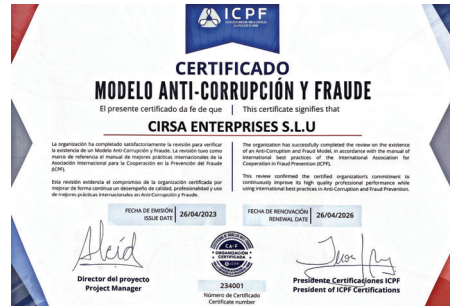 ICPF
CERTIFICADO
MODELO ANTI-CORRUPCIÓN Y FRAUDE
El presente certificado da fe de que | This certificate signifies that
CIRSA ENTERPRISES S.L.U
La organización ha completado satisfactoriamente la revisión para verificar
la existencia de un Modelo Anti-Corrupción y Fraude. La revisión tuvo como
marco de referencia el manual de mejores prácticas internacionales de la
Asociación Internacional para la Cooperación en la Prevención del Fraude
(ICPF).
Esta revisión evidencia el compromiso de la organización certificada por
mejorar de forma continua un desempeño de calidad, profesionalidad y uso
de mejores prácticas internacionales en Anti-Corrupción y Fraude.
The organization has successfully completed the review on the existence
of an Anti-Corruption and Fraud Model, in accordance with the manual of
international best practices of the International Association for
Cooperation in Fraud Prevention (ICPF).
This review confirmed the certified organization's commitment to
continuously improve its high quality professional performance while
using international best practices in Anti-Corruption and Fraud Prevention.
FECHA DE EMISIÓN
ISSUE DATE
26/04/2023
FECHA DE RENOVACIÓN
RENEWAL DATE
26/04/2026
CA-F
ORGANIZACIÓN
CERTIFICADA
ICPF
234001
Número de Certificado
Certificate number
Director del proyecto
Project Manager
Presidente Certificaciones ICPF
President of ICPF Certifications